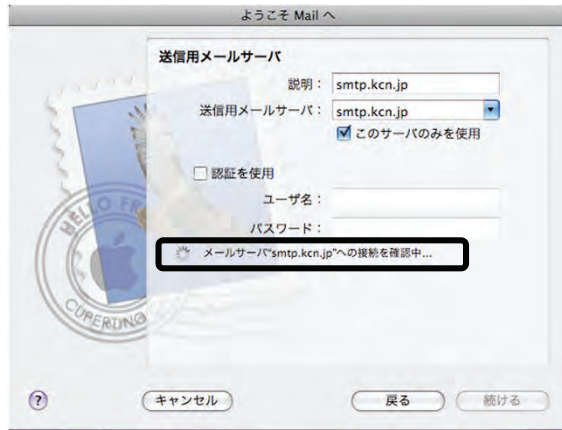 ようこそ Mail へ
送信用メールサーバ
説明： smtp.kcn.jp
送信用メールサーバ： smtp.kcn.jp
このサーバのみを使用
認証を使用
ユーザ名：
パスワード：
メールサーバ"smtp.kcn.jp"への接続を確認中...
HELLO FR
CUPERTINO
? キャンセル 戻る 続ける